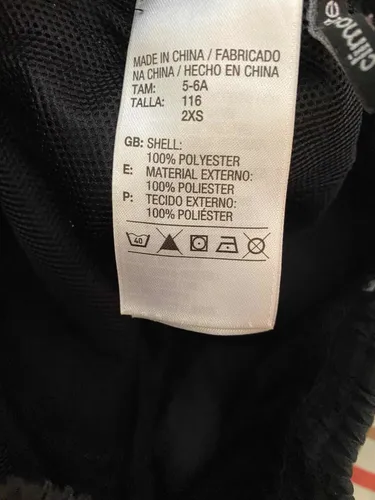 clim
MADE IN CHINA / FABRICADO
NA CHINA / HECHO EN CHINA
TAM: 5-6A
TALLA: 116
2XS
GB: SHELL:
100% POLYESTER
E: MATERIAL EXTERNO:
100% POLIESTER
P: TECIDO EXTERNO:
100% POLIÉSTER
40